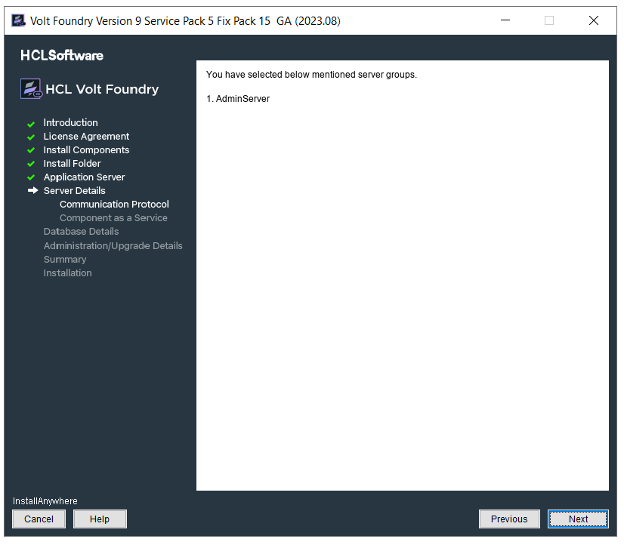 Volt Foundry Version 9 Service Pack 5 Fix Pack 15  GA (2023.08)
HCLSoftware
HCL Volt Foundry
Introduction
License Agreement
Install Components
Install Folder
Application Server
Server Details
Communication Protocol
Component as a Service
Database Details
Administration/Upgrade Details
Summary
Installation
You have selected below mentioned server groups.
1. AdminServer
InstallAnywhere
Cancel Help Previous Next